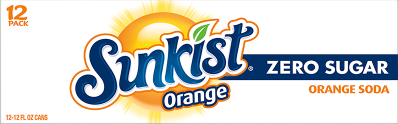 12
PACK
Sunkist®
Orange
ZERO SUGAR
ORANGE SODA
12-12 FL OZ CANS